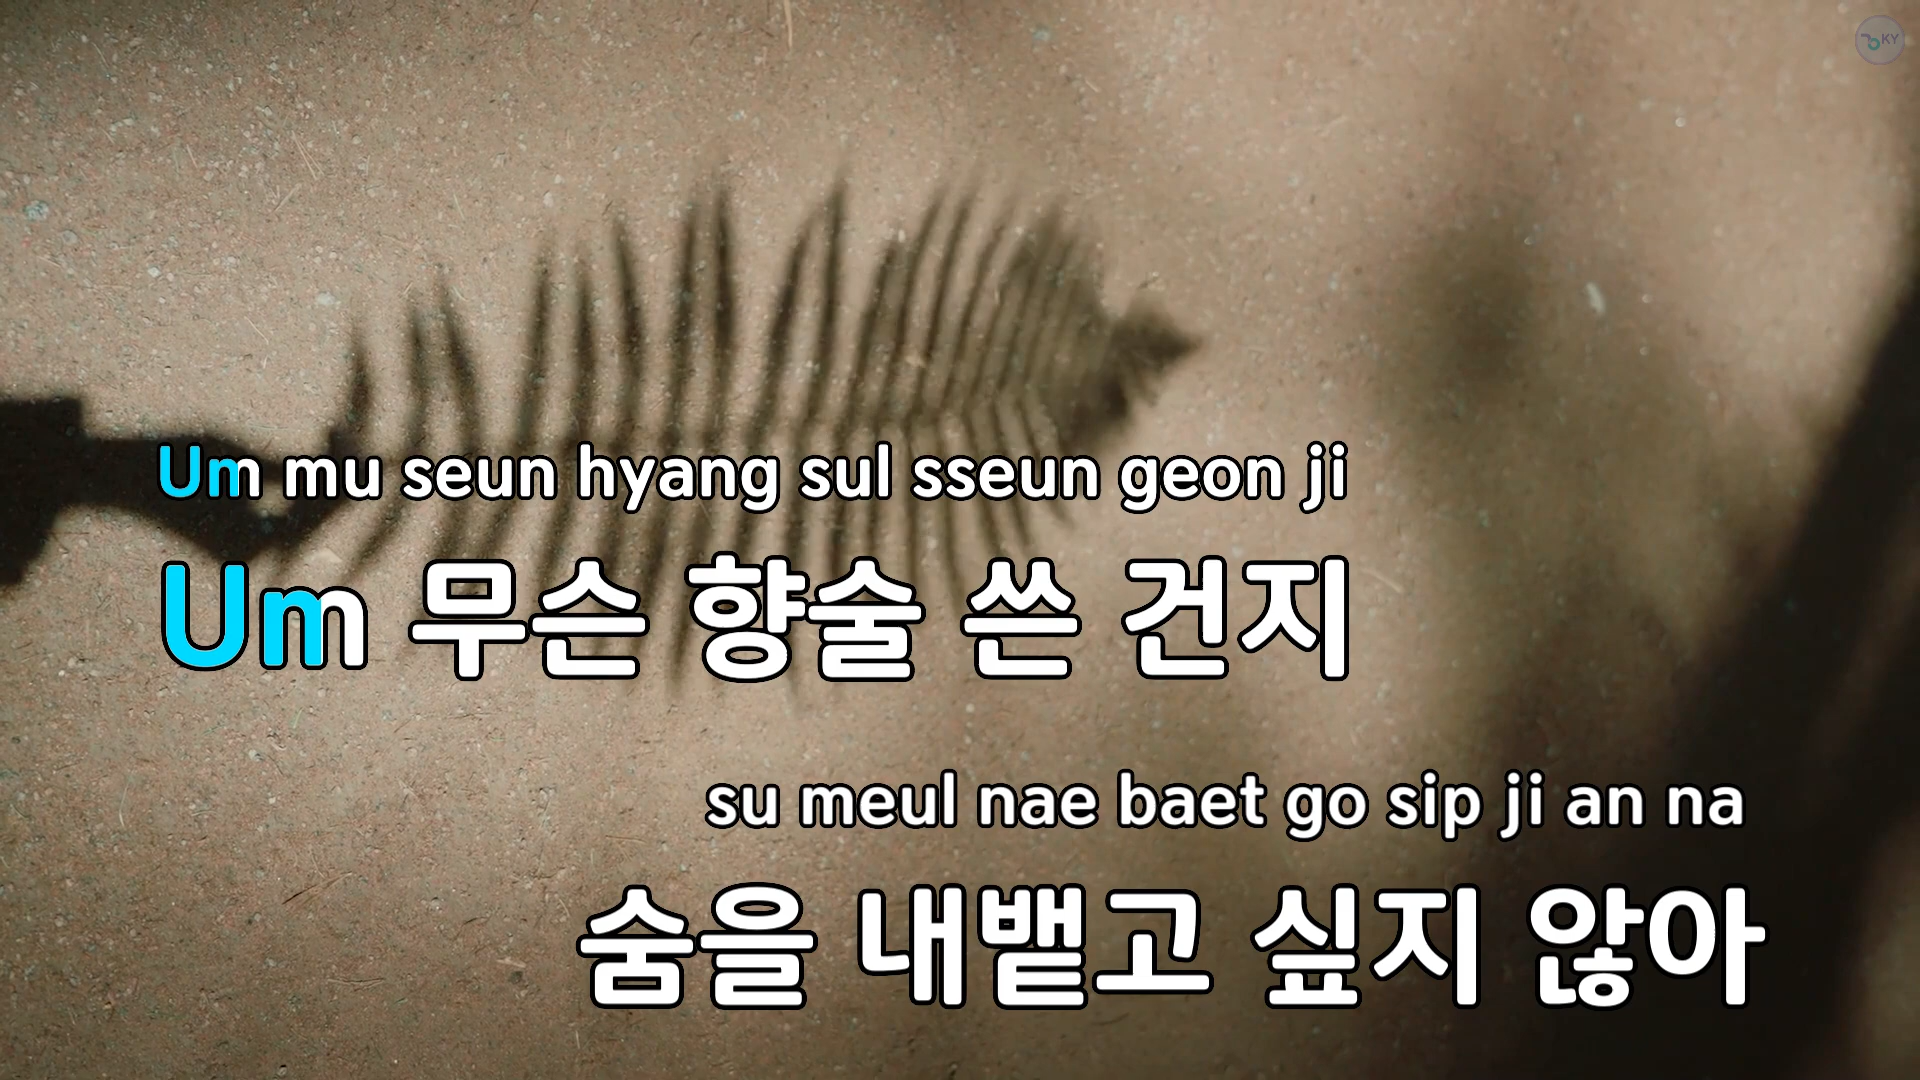 KY
Um mu seun hyang sul sseun geon ji
Um 무슨 향술 쓴 건지
su meul nae baet go sip ji an na
숨을 내뱉고 싶지 않아